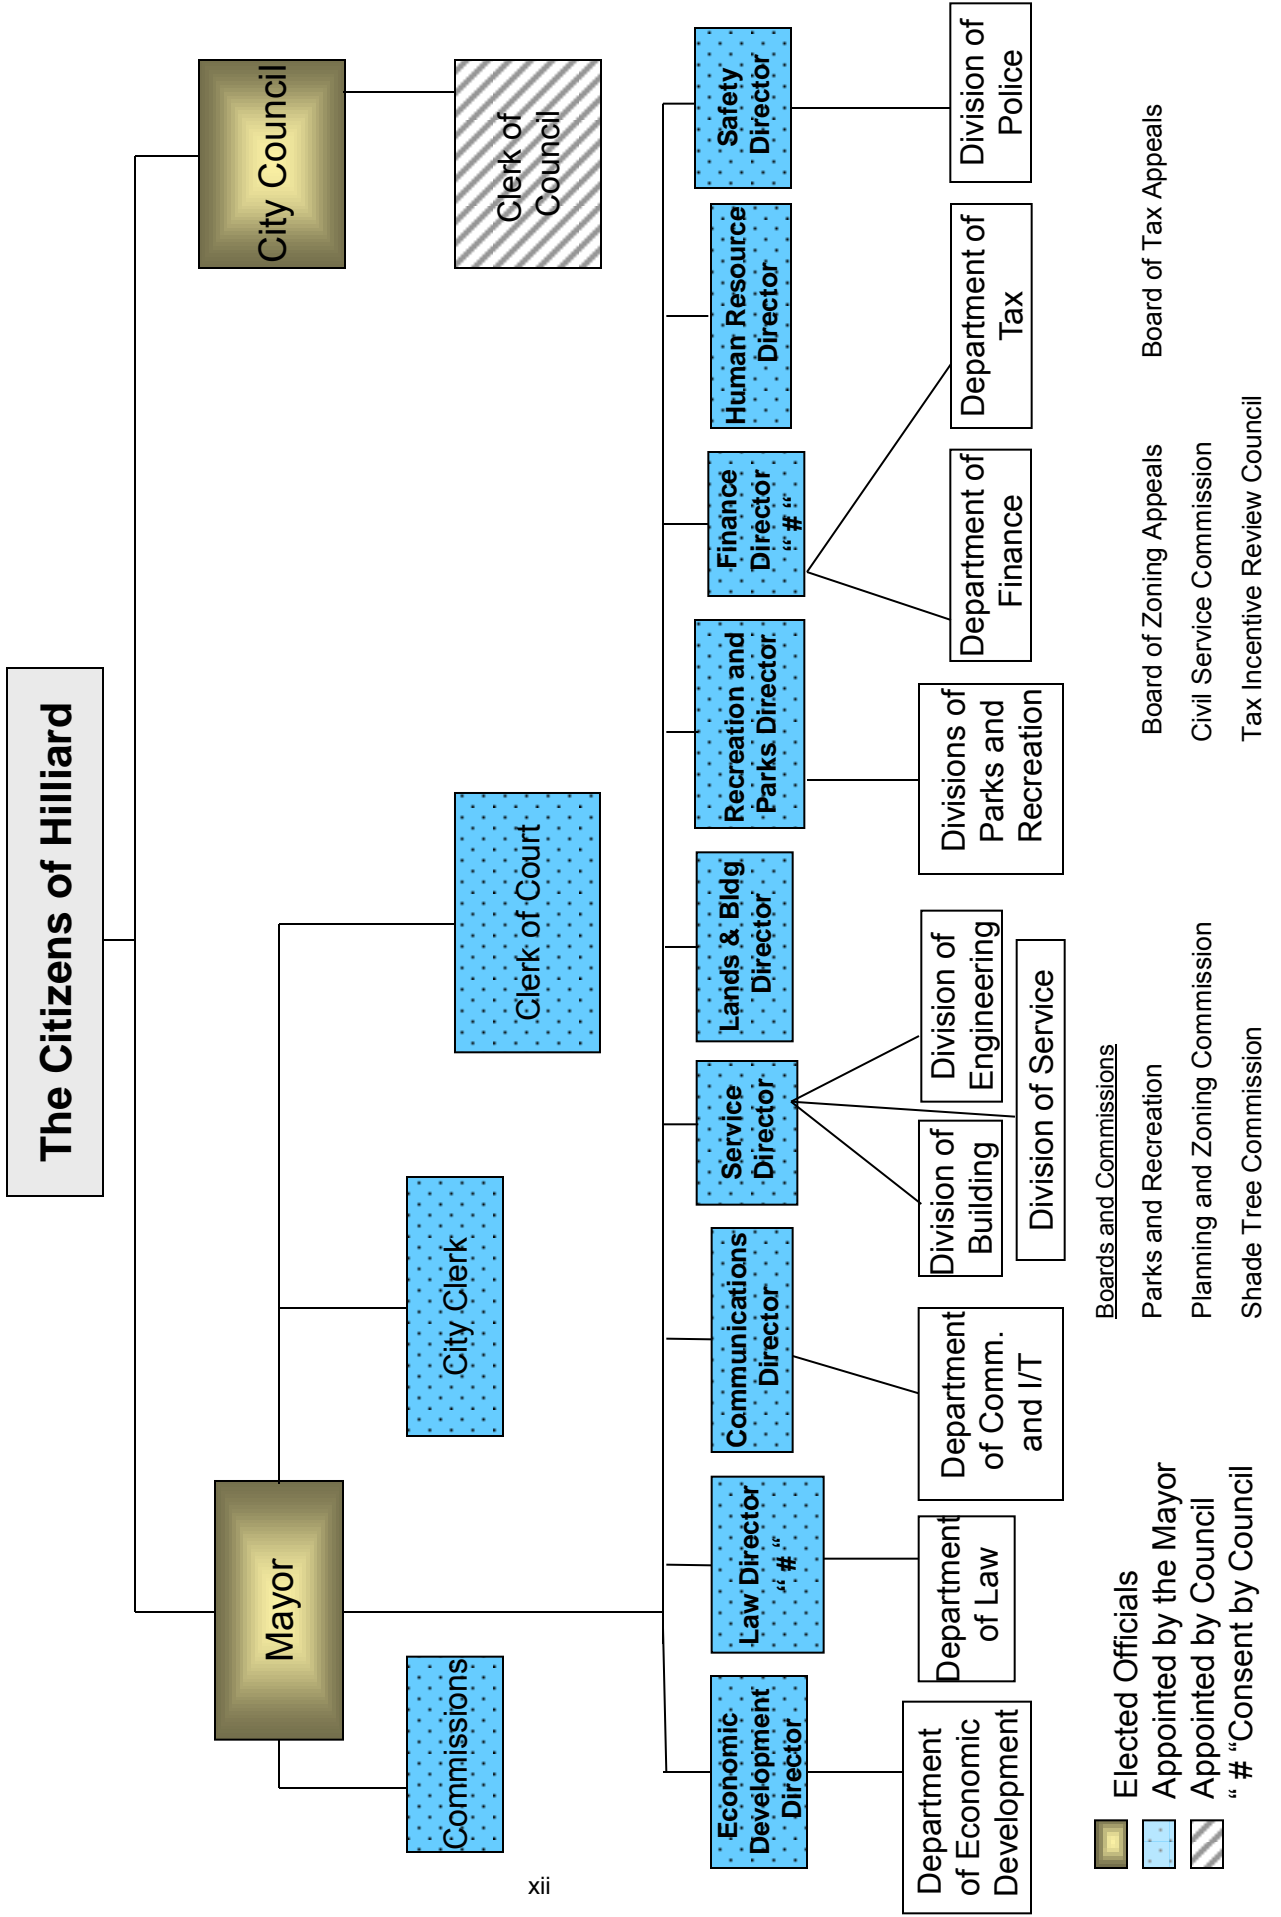 The Citizens of Hilliard
Mayor
City Council
Commissions
City Clerk
Clerk of Court
Clerk of
Council
Economic
Development
Director
Law Director
“ # “
Communications
Director
Service
Director
Lands & Bldg
Director
Recreation and
Parks Director
Finance
Director
“ # “
Human Resource
Director
Safety
Director
Department
of Economic
Development
Department
of Law
Department
of Comm.
and I/T
Division of
Building
Division of
Engineering
Division of Service
Divisions of
Parks and
Recreation
Department of
Finance
Department of
Tax
Division of
Police
Elected Officials
Appointed by the Mayor
Appointed by Council
“ # “Consent by Council
Boards and Commissions
Parks and Recreation
Planning and Zoning Commission
Shade Tree Commission
Board of Zoning Appeals
Civil Service Commission
Tax Incentive Review Council
Board of Tax Appeals
xii